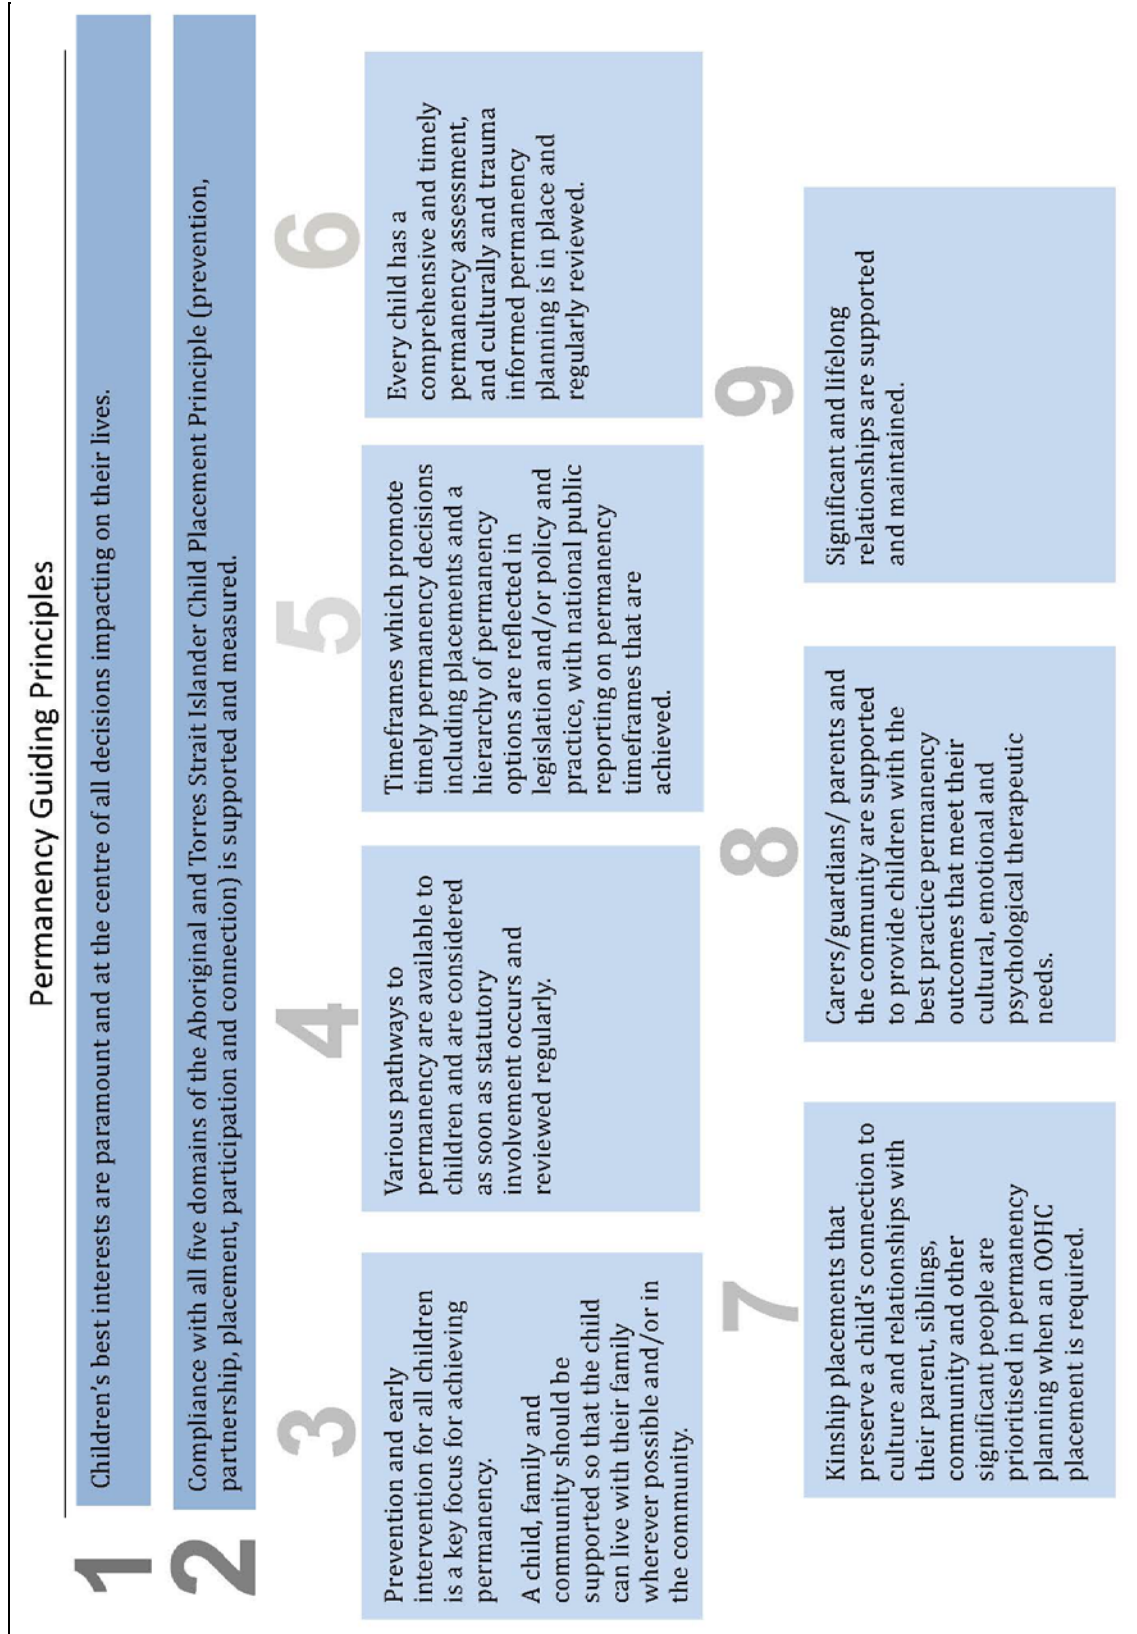 Permanency Guiding Principles
1
Children’s best interests are paramount and at the centre of all decisions impacting on their lives.
2
Compliance with all five domains of the Aboriginal and Torres Strait Islander Child Placement Principle (prevention,
partnership, placement, participation and connection) is supported and measured.
3
Prevention and early
intervention for all children
is a key focus for achieving
permanency.
A child, family and
community should be
supported so that the child
can live with their family
wherever possible and/or in
the community.
4
Various pathways to
permanency are available to
children and are considered
as soon as statutory
involvement occurs and
reviewed regularly.
5
Timeframes which promote
timely permanency decisions
including placements and a
hierarchy of permanency
options are reflected in
legislation and/or policy and
practice, with national public
reporting on permanency
timeframes that are
achieved.
6
Every child has a
comprehensive and timely
permanency assessment,
and culturally and trauma
informed permanency
planning is in place and
regularly reviewed.
7
Kinship placements that
preserve a child’s connection to
culture and relationships with
their parent, siblings,
community and other
significant people are
prioritised in permanency
planning when an OOHC
placement is required.
8
Carers/guardians/ parents and
the community are supported
to provide children with the
best practice permanency
outcomes that meet their
cultural, emotional and
psychological therapeutic
needs.
9
Significant and lifelong
relationships are supported
and maintained.